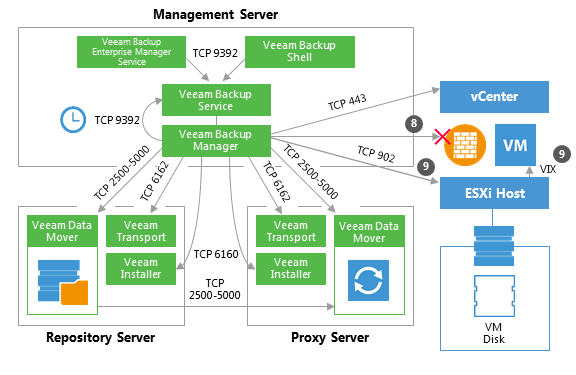 Management Server
Veeam Backup
Enterprise Manager
Service
TCP 9392
Veeam Backup
Shell
Veeam Backup
Service
TCP 9392
Veeam Backup
Manager
TCP 443
vCenter
8
VM
9
TCP 902
9
VIX
ESXi Host
TCP 2500-5000
TCP 6162
TCP 6162
TCP 2500-5000
Veeam Data
Mover
Veeam
Transport
Veeam
Installer
TCP 6160
Veeam
Transport
Veeam
Installer
Veeam Data
Mover
TCP
2500-5000
Repository Server
Proxy Server
VM
Disk